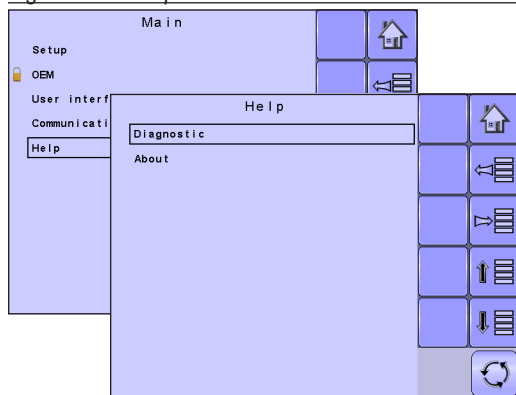 Main
Setup
OEM
User interf
Communicati
Help
Help
Diagnostic
About